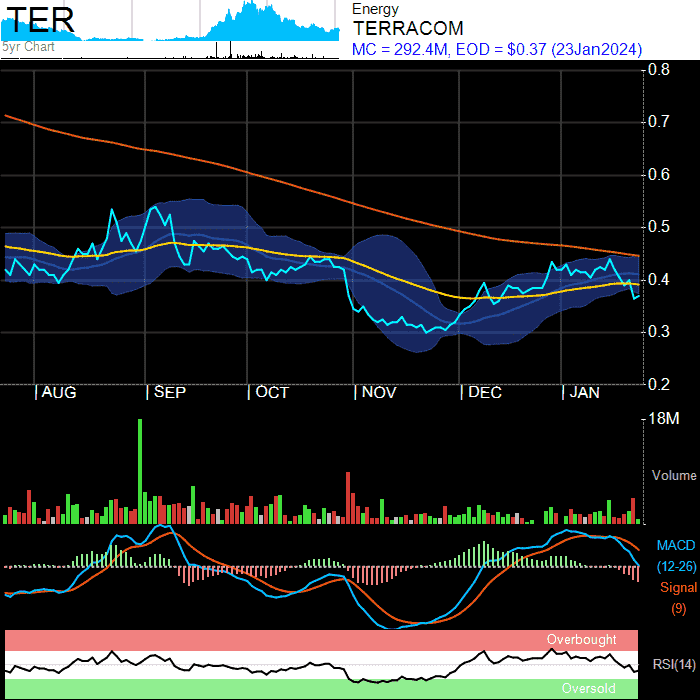 TER
5yr Chart
Energy
TERRACOM
MC = 292.4M, EOD = $0.37 (23Jan2024)
0.8
0.7
0.6
0.5
0.4
0.3
0.2
AUG
SEP
OCT
NOV
DEC
JAN
18M
Volume
MACD
(12-26)
Signal
(9)
Overbought
RSI(14)
Oversold